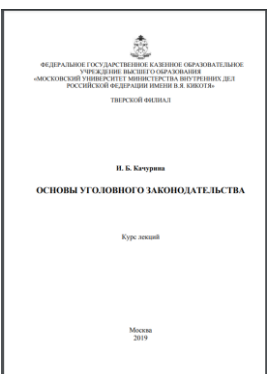 ФЕДЕРАЛЬНОЕ ГОСУДАРСТВЕННОЕ КАЗЕННОЕ ОБРАЗОВАТЕЛЬНОЕ
УЧРЕЖДЕНИЕ ВЫСШЕГО ОБРАЗОВАНИЯ
«МОСКОВСКИЙ УНИВЕРСИТЕТ МИНИСТЕРСТВА ВНУТРЕННИХ ДЕЛ
РОССИЙСКОЙ ФЕДЕРАЦИИ ИМЕНИ В.Я. КИКОТЯ»
ТВЕРСКОЙ ФИЛИАЛ
И. Б. Качурина
ОСНОВЫ УГОЛОВНОГО ЗАКОНОДАТЕЛЬСТВА
Курс лекций
Москва
2019